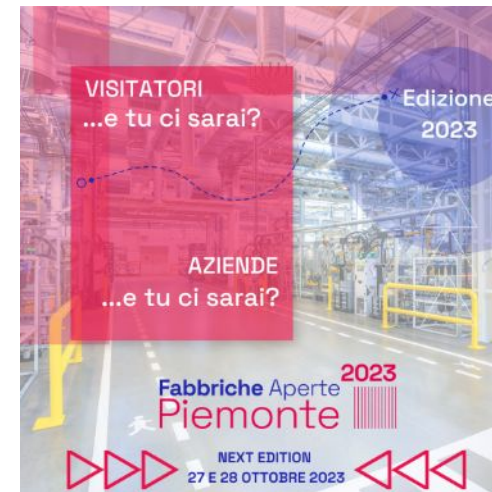 VISITATORI
...e tu ci sarai?
Edizione
2023
AZIENDE
...e tu ci sarai?
Fabbriche Aperte 2023
Piemonte
NEXT EDITION
27 E 28 OTTOBRE 2023